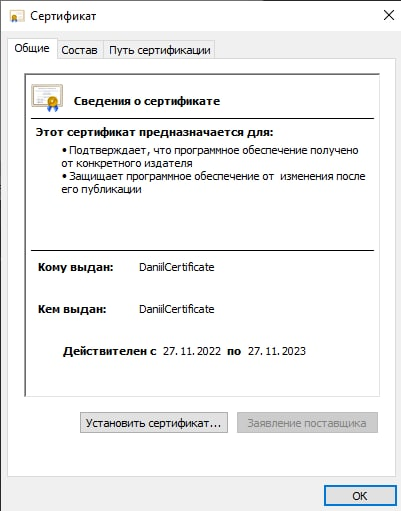 Сертификат
Общие Состав Путь сертификации
Сведения о сертификате
Этот сертификат предназначается для:
• Подтверждает, что программное обеспечение получено
от конкретного издателя
• Защищает программное обеспечение от изменения после
его публикации
Кому выдан: DaniilCertificate
Кем выдан: DaniilCertificate
Действителен с 27.11.2022 по 27.11.2023
Установить сертификат... Заявление поставщика
ОК